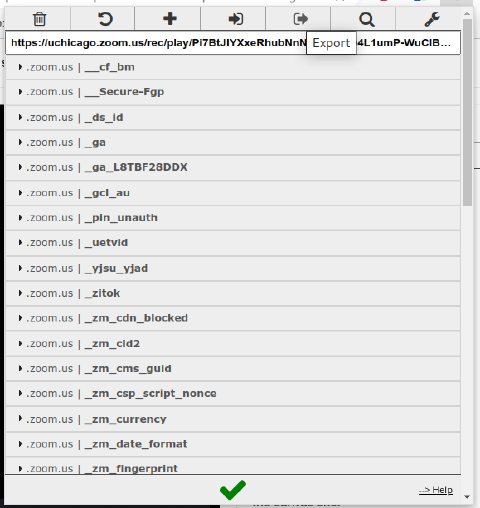 https://uchicago.zoom.us/rec/play/
Export
.zoom.us | __cf_bm
.zoom.us | __Secure-Fgp
.zoom.us | _ds_id
.zoom.us | _ga
.zoom.us | _ga_L8TBF28DDX
.zoom.us | _gcl_au
.zoom.us | _pin_unauth
.zoom.us | _uetvid
.zoom.us | _yjsu_yjad
.zoom.us | _zitok
.zoom.us | _zm_cdn_blocked
.zoom.us | _zm_cid2
.zoom.us | _zm_cms_guid
.zoom.us | _zm_csp_script_nonce
.zoom.us | _zm_currency
.zoom.us | _zm_date_format
.zoom.us | _zm_fingerprint
--> Help